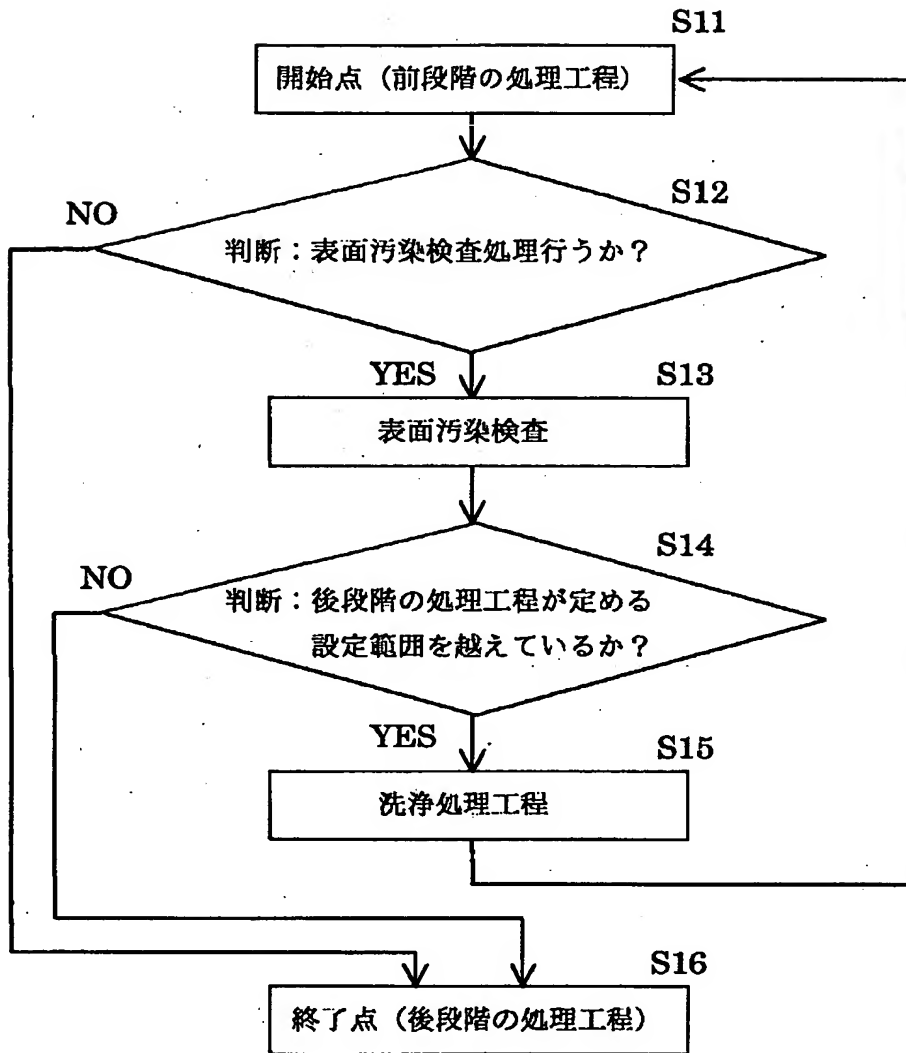 S11
開始点（前段階の処理工程）
S12
NO
判断：表面汚染検査処理行うか？
YES
S13
表面汚染検査
S14
NO
判断：後段階の処理工程が定める
設定範囲を越えているか？
YES
S15
洗浄処理工程
S16
終了点（後段階の処理工程）